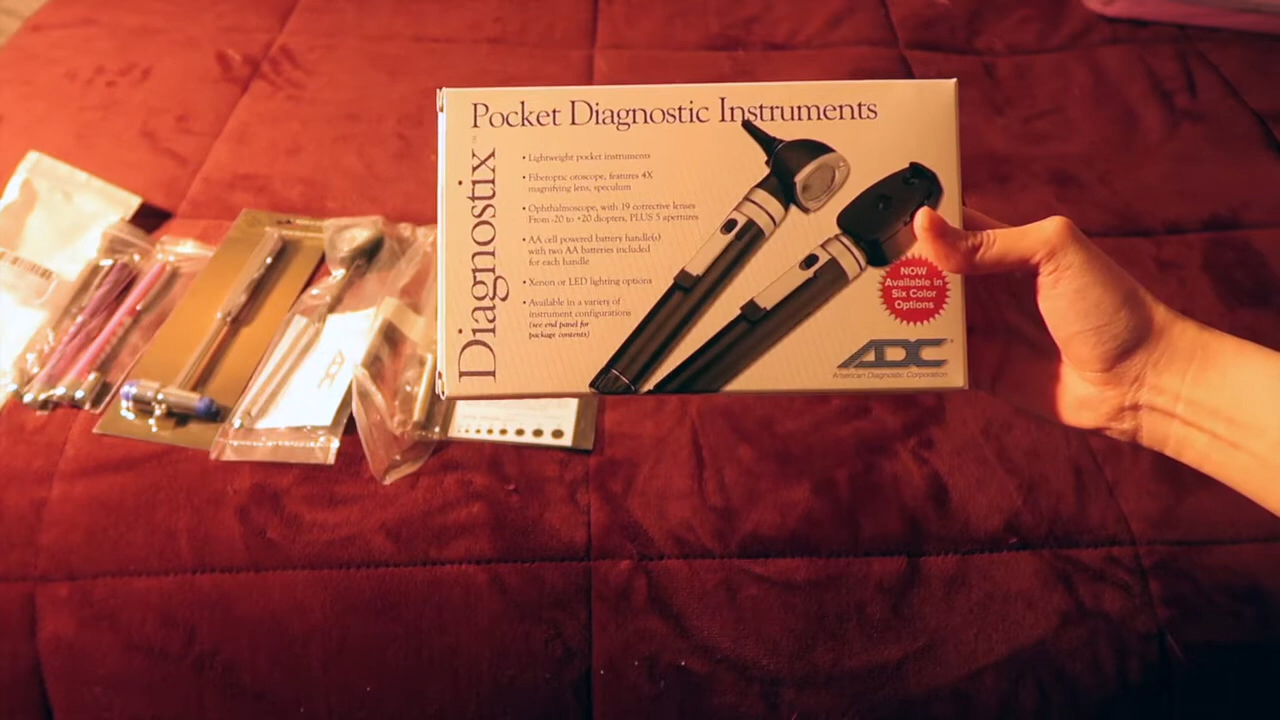 Pocket Diagnostic Instruments
Diagnostix™
• Lightweight pocket instruments
• Fiberoptic otoscope, features 4X
magnifying lens, speculum
• Ophthalmoscope, with 19 corrective lenses
From -20 to +20 diopters, PLUS 5 apertures
• AA cell powered battery handle(s)
with two AA batteries included
for each handle
• Xenon or LED lighting options
• Available in a variety of
instrument configurations
(see end panel for
package contents)
NOW
Available in
Six Color
Options
ADC®
American Diagnostic Corporation
ADC